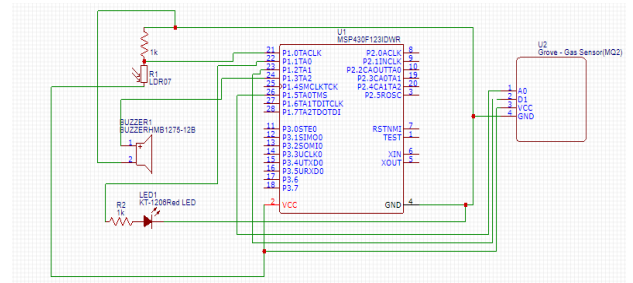 U1
MSP430F123IDWR
1k
R1
LDR07
BUZZER1
BUZZERHMB1275-12B
1
2
LED1
KT-1206Red LED
R2
1k
21 P1.0TACLK
22 P1.1TA0
23 P1.2TA1
24 P1.3TA2
25 P1.4SMCLKTCK
26 P1.5TA0TMS
27 P1.6TA1TDITCLK
28 P1.7TA2TDOTDI
11 P3.0STE0
12 P3.1SIMO0
13 P3.2SOMI0
14 P3.3UCLK0
15 P3.4UTXD0
16 P3.5URXD0
17 P3.6
18 P3.7
2 VCC
P2.0ACLK 8
P2.1INCLK 9
P2.2CAOUTTA0 10
P2.3CA0TA1 19
P2.4CA1TA2 20
P2.5ROSC 3
RSTNMI 7
TEST 1
XIN 6
XOUT 5
GND 4
U2
Grove - Gas Sensor(MQ2)
1 A0
2 D1
3 VCC
4 GND